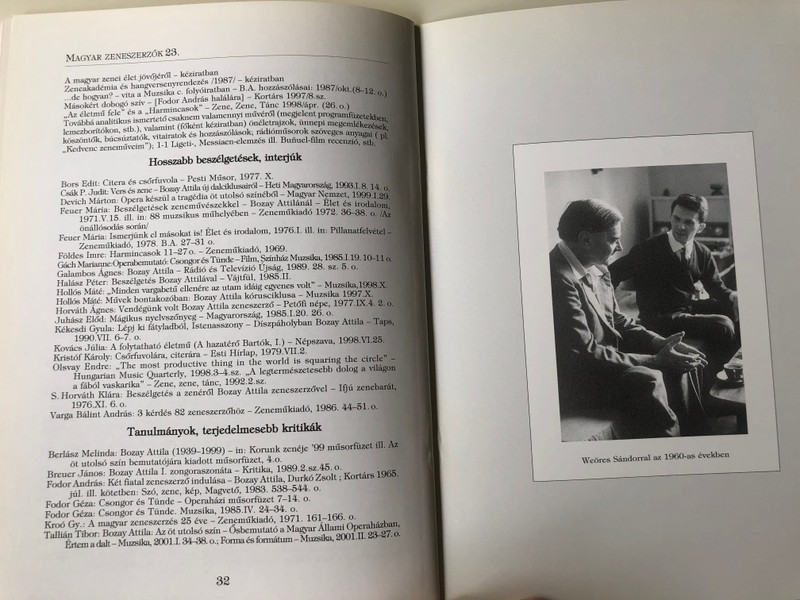 MAGYAR ZENESZERZŐK 23.
A magyar zenei élet jövőjéről – kéziratban
Zeneakadémia és hangversenyrendezés /1987/ – kéziratban
...de hogyan? – vita a Muzsika c. folyóiratban – B.A. hozzászólásai: 1987/okt.(8–12. o.)
Másokért dobogó szív – [Fodor András halálára] – Kortárs 1997/8.sz.
„Az életmű fele" és a „Harmincasok" – Zene, Zene, Tánc 1998/ápr. (26. o.)
Továbbá analitikus ismertető csaknem valamennyi művéről (megjelent programfüzetekben,
lemezborítókon, stb.), valamint (főként kéziratban) önéletrajzok, ünnepi megemlékezések,
köszöntők, búcsúztatók, vitairatok és hozzászólások; rádióműsorok szöveges anyagai ( pl.
„Kedvenc zeneműveim"); 1-1 Ligeti-, Messiaen-elemzés ill. Buñuel-film recenzió, stb.
Hosszabb beszélgetések, interjúk
Bors Edit: Citera és csőrfuvola – Pesti Műsor, 1977. X.
Csák P. Judit: Vers és zene – Bozay Attila új dalciklusairól – Heti Magyarország, 1993.I.8. 14. o.
Devich Márton: Opera készül a tragédia öt utolsó színéből – Magyar Nemzet, 1999.I.29.
Feuer Mária: Beszélgetések zeneművészekkel – Bozay Attilánál – Élet és irodalom,
1971.V.15. ill. in: 88 muzsikus műhelyében – Zeneműkiadó 1972. 36–38. o. /Az
önállósodás során/
Feuer Mária: Ismerjünk el másokat is! Élet és irodalom, 1976.I. ill. in: Pillanatfelvétel –
Zeneműkiadó, 1978. B.A. 27–31 o.
Földes Imre: Harmincasok 11–27 o. – Zeneműkiadó, 1969.
Gách Marianne: Operabemutató: Csongor és Tünde – Film, Színház Muzsika, 1985.I.19. 10–11 o.
Galambos Ágnes: Bozay Attila – Rádió és Televízió Újság, 1989. 28. sz. 5. o.
Halász Péter: Beszélgetés Bozay Attilával – Vájtfül, 1985.II.
Hollós Máté: „Minden vargabetű ellenére az utam idáig egyenes volt" – Muzsika,1998.X.
Hollós Máté: Művek bontakozóban: Bozay Attila kórusciklusa – Muzsika 1997.X.
Horváth Ágnes: Vendégünk volt Bozay Attila zeneszerző – Petőfi népe, 1977.IX.4. 2. o.
Juhász Előd: Mágikus nyelvszőnyeg – Magyarország, 1985.I.20. 26. o.
Kékesdi Gyula: Lépj ki fátyladból, Istenasszony – Díszpáholyban Bozay Attila – Taps,
1990.VII. 6–7. o.
Kovács Júlia: A folytatható életmű (A hazatérő Bartók, I.) – Népszava, 1998.VI.25.
Kristóf Károly: Csőrfuvolára, citerára – Esti Hírlap, 1979.VII.2.
Olsvay Endre: „The most productive thing in the world is squaring the circle" –
Hungarian Music Quarterly, 1998.3–4.sz. „A legtermészetesebb dolog a világon
a fából vaskarika" – Zene, zene, tánc, 1992.2.sz.
S. Horváth Klára: Beszélgetés a zenéről Bozay Attila zeneszerzővel – Ifjú zenebarát,
1976.XI. 6. o.
Varga Bálint András: 3 kérdés 82 zeneszerzőhöz – Zeneműkiadó, 1986. 44–51. o.
Tanulmányok, terjedelmesebb kritikák
Berlász Melinda: Bozay Attila (1939–1999) – in: Korunk zenéje '99 műsorfüzet ill. Az
öt utolsó szín bemutatójára kiadott műsorfüzet, 4.o.
Breuer János: Bozay Attila I. zongoraszonáta – Kritika, 1989.2.sz.45. o.
Fodor András: Két fiatal zeneszerző indulása – Bozay Attila, Durkó Zsolt ; Kortárs 1965.
júl. ill. kötetben: Szó, zene, kép, Magvető, 1983. 538–544. o.
Fodor Géza: Csongor és Tünde – Operaházi műsorfüzet 7–14. o.
Fodor Géza: Csongor és Tünde. Muzsika, 1985.IV. 24–34. o.
Kroó Gy.: A magyar zeneszerzés 25 éve – Zeneműkiadó, 1971. 161–166. o.
Tallián Tibor: Bozay Attila: Az öt utolsó szín – Ősbemutató a Magyar Állami Operaházban,
Értem a dalt – Muzsika, 2001.I. 34–38. o.; Forma és formátum – Muzsika, 2001.II. 23–27. o.
32
Weöres Sándorral az 1960-as években